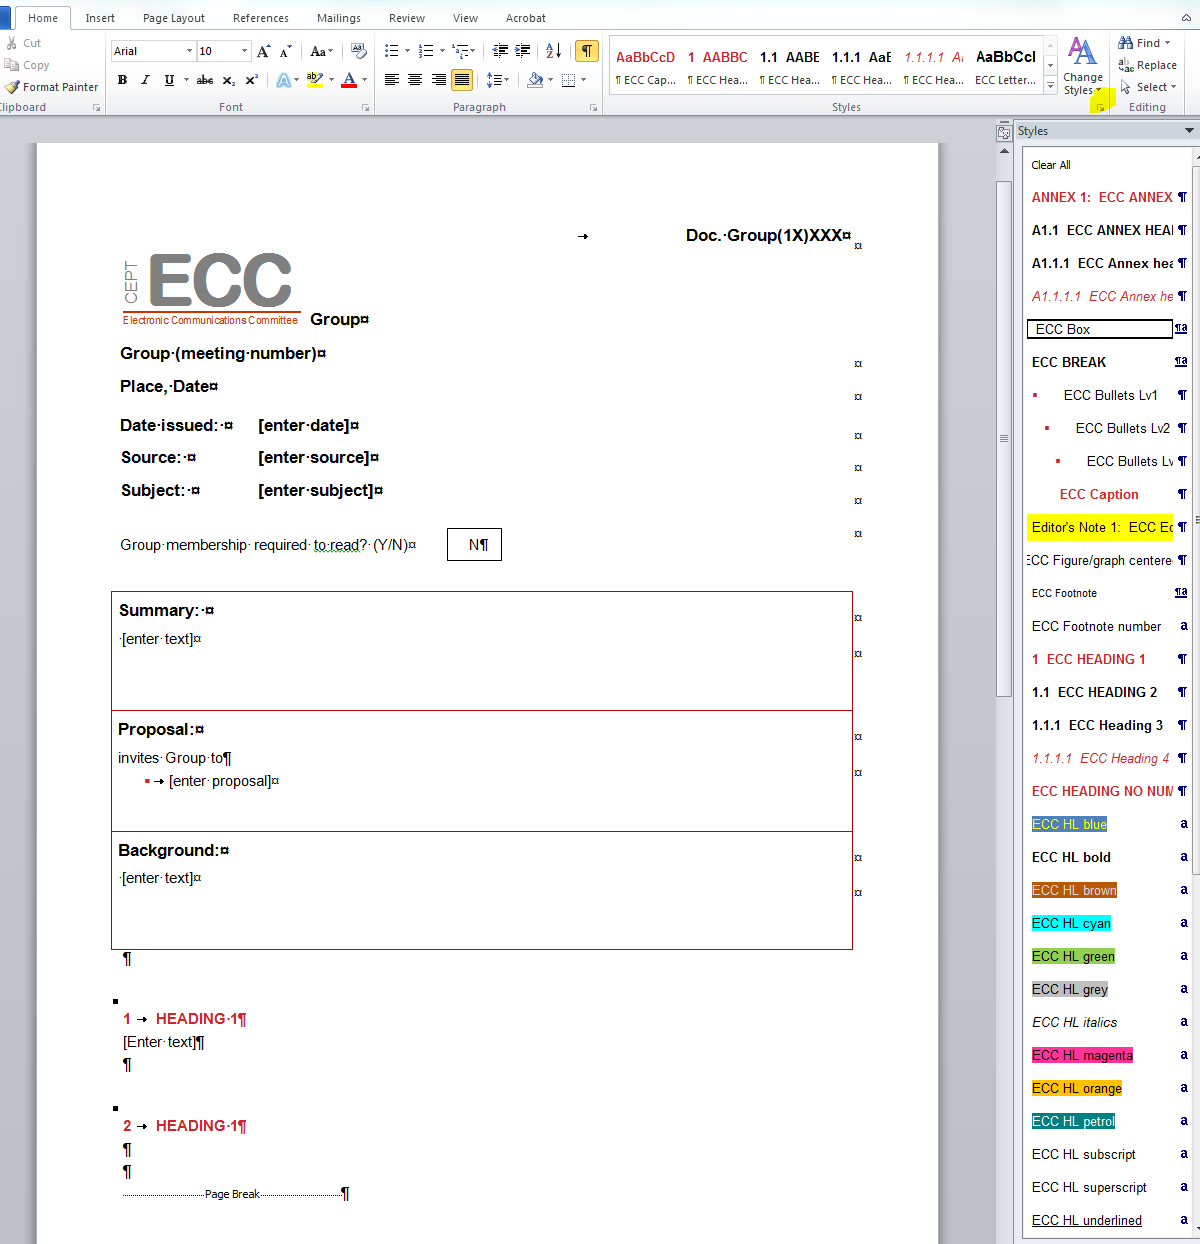 Home Insert Page Layout References Mailings Review View Acrobat
Cut
Copy
Format Painter
Clipboard
Arial 10 Aa
B I U abc x₂ x² A A
Font
Paragraph
AaBbCcD 1 AABBC 1.1 AABE 1.1.1 AaE 1.1.1.1 Aa AaBbCcI
¶ ECC Cap... ¶ ECC Hea... ¶ ECC Hea... ¶ ECC Hea... ¶ ECC Hea... ECC Letter...
Styles
Change Styles
Find
Replace
Select
Editing
Doc.·Group(1X)XXX¤
CEPT
ECC
Electronic Communications Committee
Group¤
Group·(meeting·number)¤
Place,·Date¤
Date·issued:·¤ [enter·date]¤
Source:·¤ [enter·source]¤
Subject:·¤ [enter·subject]¤
Group·membership·required·to·read?·(Y/N)¤ N¶
Summary:·¤
·[enter·text]¤
Proposal:¤
invites·Group·to¶
▪→[enter·proposal]¤
Background:¤
·[enter·text]¤
¶
1→HEADING·1¶
[Enter·text]¶
¶
2→HEADING·1¶
¶
¶
Page Break¶
Styles
Clear All
ANNEX 1: ECC ANNEX ¶
A1.1 ECC ANNEX HEA ¶
A1.1.1 ECC Annex hea ¶
A1.1.1.1 ECC Annex he ¶
ECC Box ¶a
ECC BREAK ¶a
▪ ECC Bullets Lv1 ¶
▪ ECC Bullets Lv2 ¶
▪ ECC Bullets Lv ¶
ECC Caption ¶
Editor's Note 1: ECC Ec ¶
ECC Figure/graph centere ¶
ECC Footnote ¶a
ECC Footnote number a
1 ECC HEADING 1 ¶
1.1 ECC HEADING 2 ¶
1.1.1 ECC Heading 3 ¶
1.1.1.1 ECC Heading 4 ¶
ECC HEADING NO NUM ¶
ECC HL blue a
ECC HL bold a
ECC HL brown a
ECC HL cyan a
ECC HL green a
ECC HL grey a
ECC HL italics a
ECC HL magenta a
ECC HL orange a
ECC HL petrol a
ECC HL subscript a
ECC HL superscript a
ECC HL underlined a